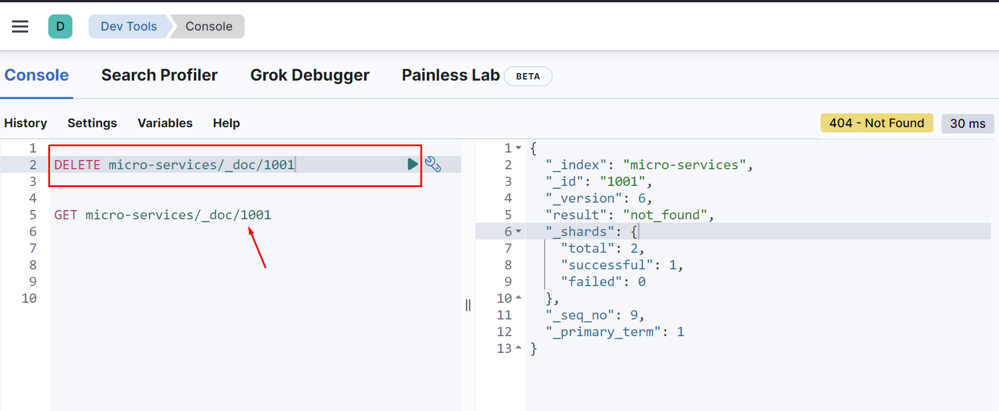 D Dev Tools Console
Console Search Profiler Grok Debugger Painless Lab BETA
History Settings Variables Help 404 - Not Found 30 ms
1
2 DELETE micro-services/_doc/1001
3
4
5 GET micro-services/_doc/1001
6
7
8
9
10
1 {
2 "_index": "micro-services",
3 "_id": "1001",
4 "_version": 6,
5 "result": "not_found",
6 "_shards": {
7 "total": 2,
8 "successful": 1,
9 "failed": 0
10 },
11 "_seq_no": 9,
12 "_primary_term": 1
13 }